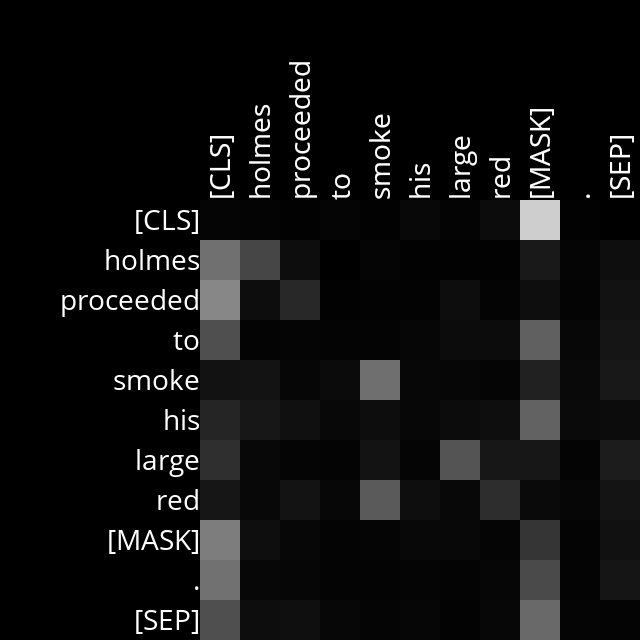 [CLS] holmes proceeded to smoke his large red [MASK] . [SEP]
[CLS]
holmes
proceeded
to
smoke
his
large
red
[MASK]
.
[SEP]